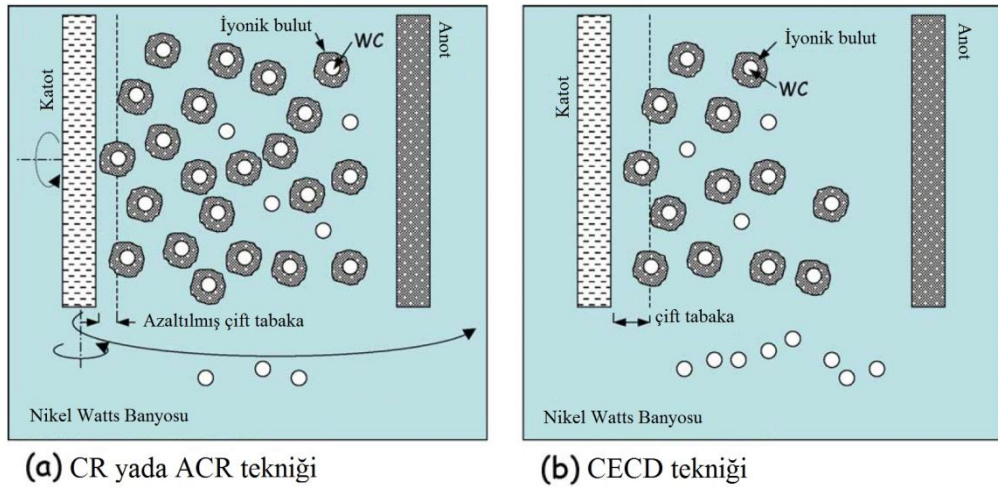 İyonik bulut
WC
Katot
Anot
Azaltılmış çift tabaka
Nikel Watts Banyosu
(a) CR yada ACR tekniği
İyonik bulut
WC
Katot
Anot
çift tabaka
Nikel Watts Banyosu
(b) CECD tekniği